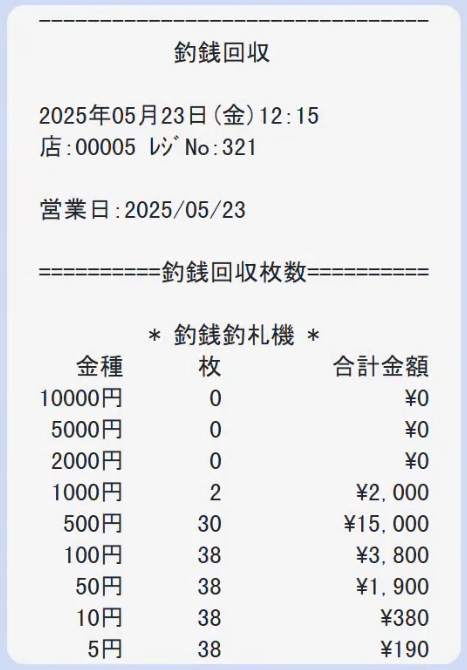 --------------------------------
釣銭回収
2025年05月23日(金)12:15
店:00005 ﾚｼﾞNo:321
営業日:2025/05/23
==========釣銭回収枚数==========
* 釣銭釣札機 *
金種 枚 合計金額
10000円 0 ¥0
5000円 0 ¥0
2000円 0 ¥0
1000円 2 ¥2,000
500円 30 ¥15,000
100円 38 ¥3,800
50円 38 ¥1,900
10円 38 ¥380
5円 38 ¥190